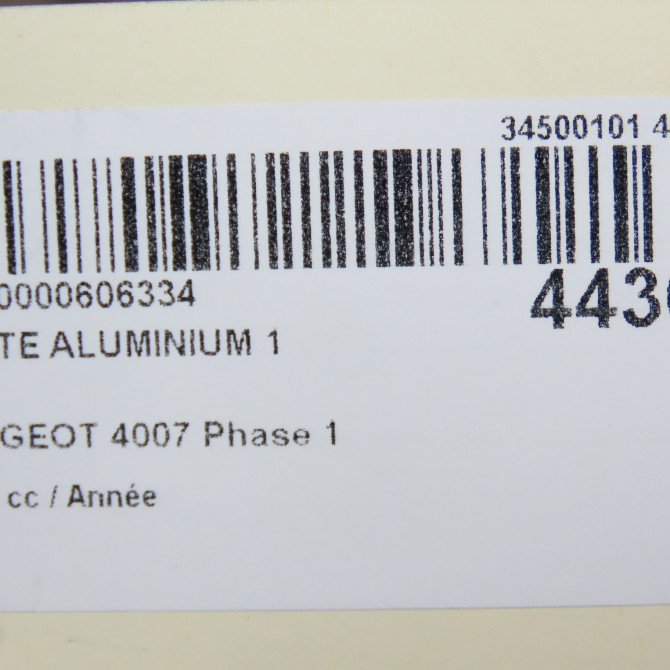 34500101 4
0000606334
443
TE ALUMINIUM 1
GEOT 4007 Phase 1
cc / Année